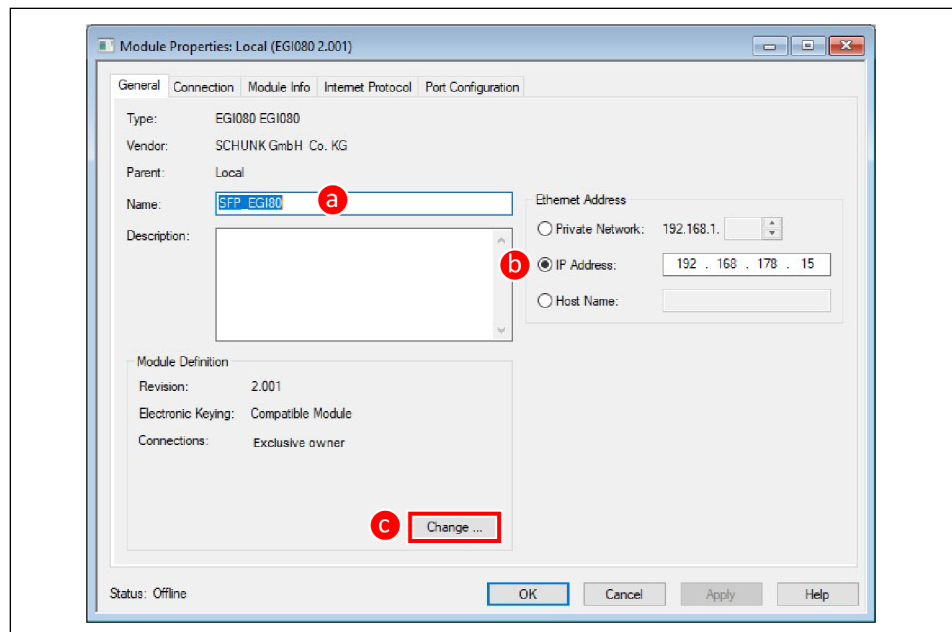 Module Properties: Local (EGI080 2.001)
General Connection Module Info Internet Protocol Port Configuration
Type: EGI080 EGI080
Vendor: SCHUNK GmbH Co. KG
Parent: Local
Name: SFP_EGI80 a
Description:
Ethernet Address
Private Network: 192.168.1.
b IP Address: 192 . 168 . 178 . 15
Host Name:
Module Definition
Revision: 2.001
Electronic Keying: Compatible Module
Connections: Exclusive owner
c Change ...
Status: Offline OK Cancel Apply Help